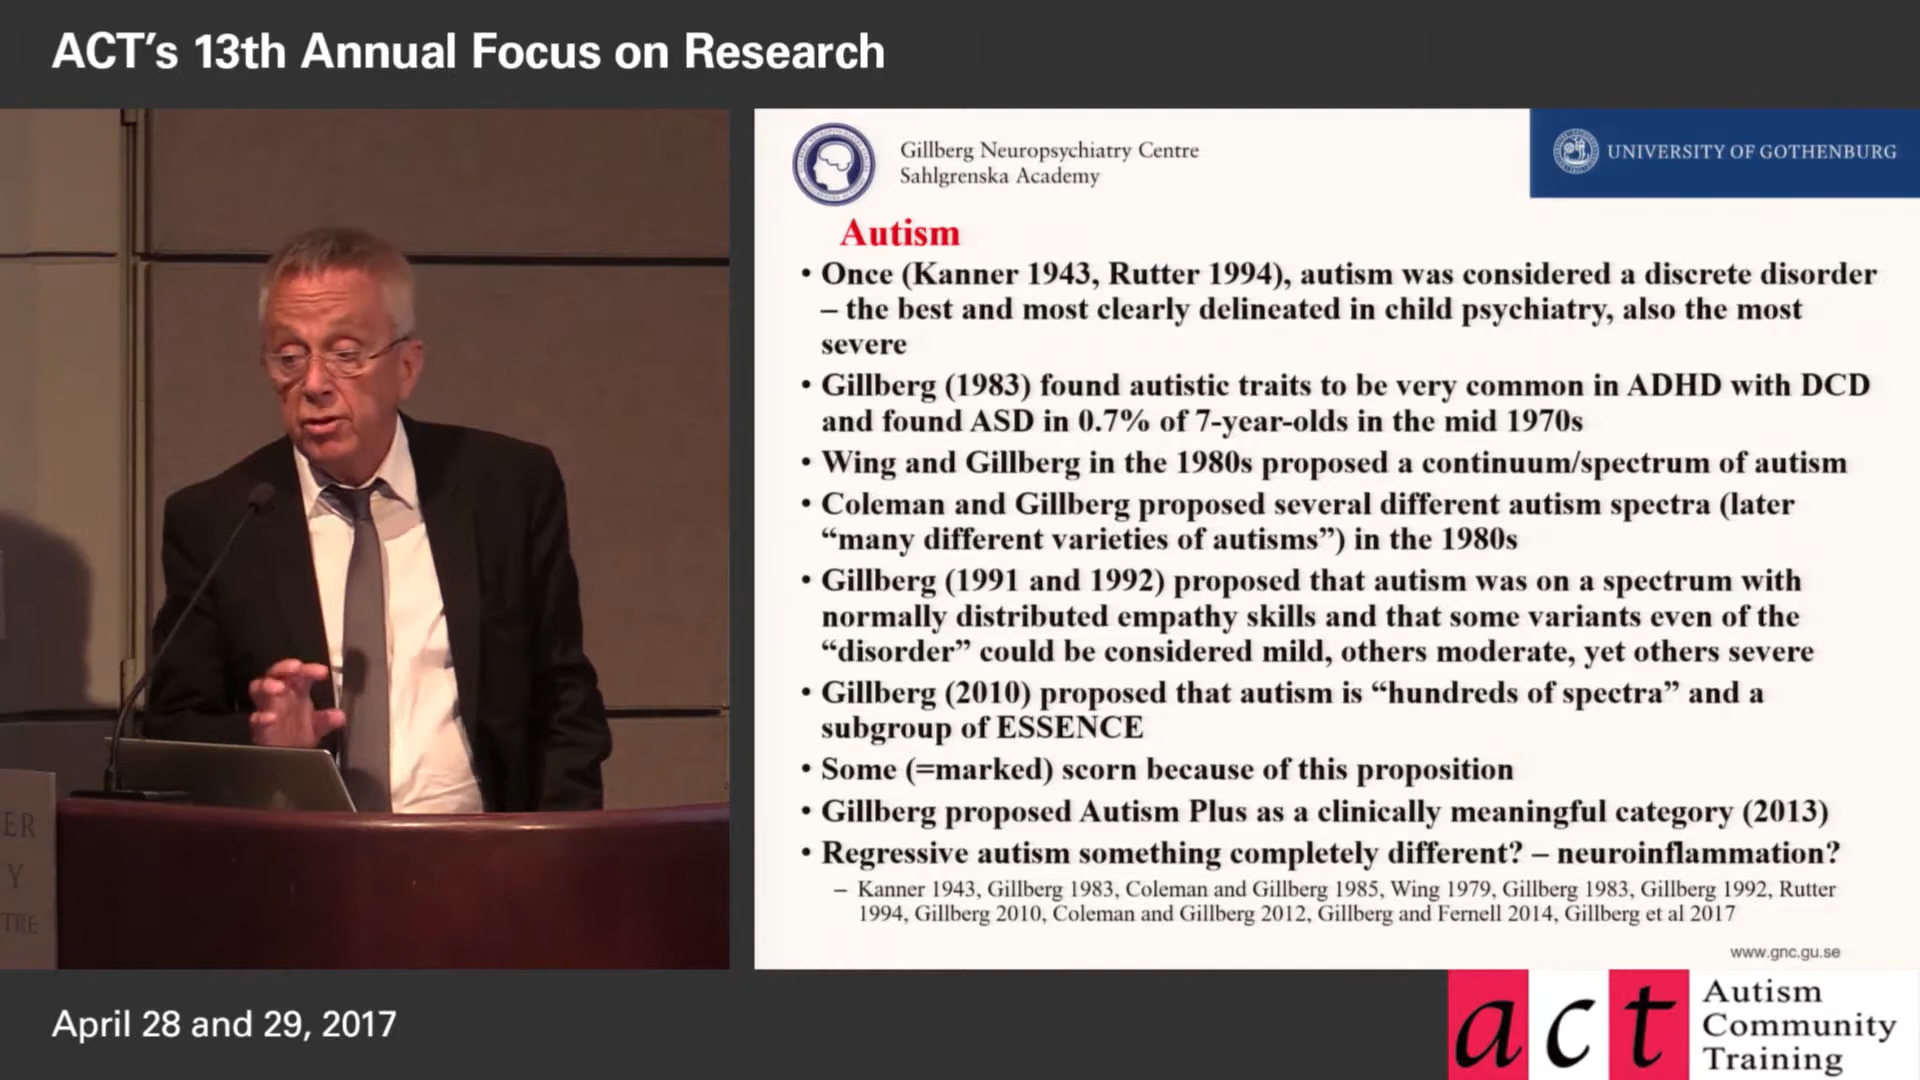 ACT's 13th Annual Focus on Research
Gillberg Neuropsychiatry Centre
Sahlgrenska Academy
UNIVERSITY OF GOTHENBURG
Autism
• Once (Kanner 1943, Rutter 1994), autism was considered a discrete disorder
– the best and most clearly delineated in child psychiatry, also the most
severe
• Gillberg (1983) found autistic traits to be very common in ADHD with DCD
and found ASD in 0.7% of 7-year-olds in the mid 1970s
• Wing and Gillberg in the 1980s proposed a continuum/spectrum of autism
• Coleman and Gillberg proposed several different autism spectra (later
“many different varieties of autisms”) in the 1980s
• Gillberg (1991 and 1992) proposed that autism was on a spectrum with
normally distributed empathy skills and that some variants even of the
“disorder” could be considered mild, others moderate, yet others severe
• Gillberg (2010) proposed that autism is “hundreds of spectra” and a
subgroup of ESSENCE
• Some (=marked) scorn because of this proposition
• Gillberg proposed Autism Plus as a clinically meaningful category (2013)
• Regressive autism something completely different? – neuroinflammation?
– Kanner 1943, Gillberg 1983, Coleman and Gillberg 1985, Wing 1979, Gillberg 1983, Gillberg 1992, Rutter
1994, Gillberg 2010, Coleman and Gillberg 2012, Gillberg and Fernell 2014, Gillberg et al 2017
www.gnc.gu.se
ER
Y
TRE
April 28 and 29, 2017
act
Autism
Community
Training